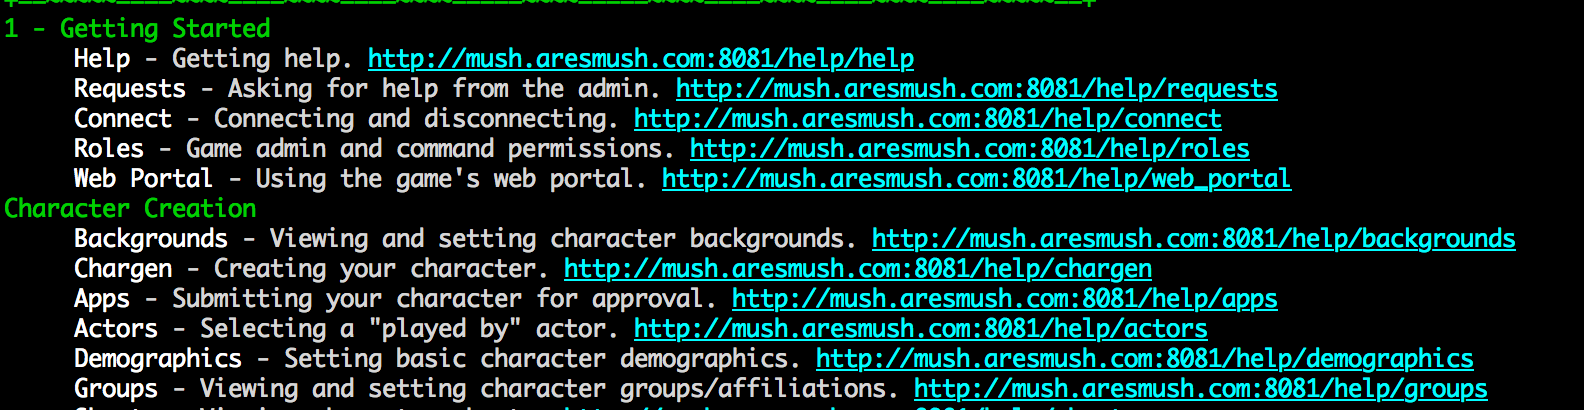 1 - Getting Started
Help - Getting help. http://mush.aresmush.com:8081/help/help
Requests - Asking for help from the admin. http://mush.aresmush.com:8081/help/requests
Connect - Connecting and disconnecting. http://mush.aresmush.com:8081/help/connect
Roles - Game admin and command permissions. http://mush.aresmush.com:8081/help/roles
Web Portal - Using the game's web portal. http://mush.aresmush.com:8081/help/web_portal
Character Creation
Backgrounds - Viewing and setting character backgrounds. http://mush.aresmush.com:8081/help/backgrounds
Chargen - Creating your character. http://mush.aresmush.com:8081/help/chargen
Apps - Submitting your character for approval. http://mush.aresmush.com:8081/help/apps
Actors - Selecting a "played by" actor. http://mush.aresmush.com:8081/help/actors
Demographics - Setting basic character demographics. http://mush.aresmush.com:8081/help/demographics
Groups - Viewing and setting character groups/affiliations. http://mush.aresmush.com:8081/help/groups